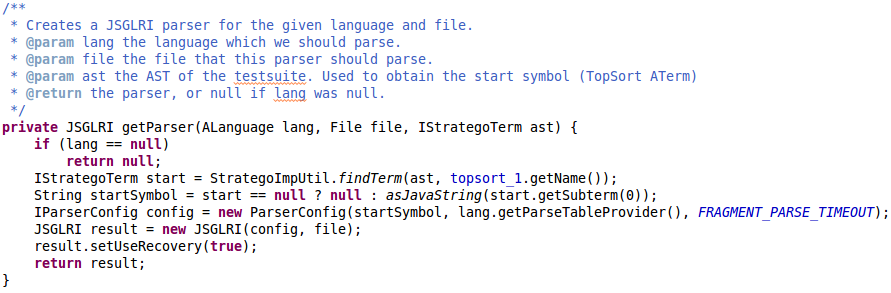 /**
 * Creates a JSGLRI parser for the given language and file.
 * @param lang the language which we should parse.
 * @param file the file that this parser should parse.
 * @param ast the AST of the testsuite. Used to obtain the start symbol (TopSort ATerm)
 * @return the parser, or null if lang was null.
 */
private JSGLRI getParser(ALanguage lang, File file, IStrategoTerm ast) {
    if (lang == null)
        return null;
    IStrategoTerm start = StrategoImpUtil.findTerm(ast, topsort_1.getName());
    String startSymbol = start == null ? null : asJavaString(start.getSubterm(0));
    IParserConfig config = new ParserConfig(startSymbol, lang.getParseTableProvider(), FRAGMENT_PARSE_TIMEOUT);
    JSGLRI result = new JSGLRI(config, file);
    result.setUseRecovery(true);
    return result;
}